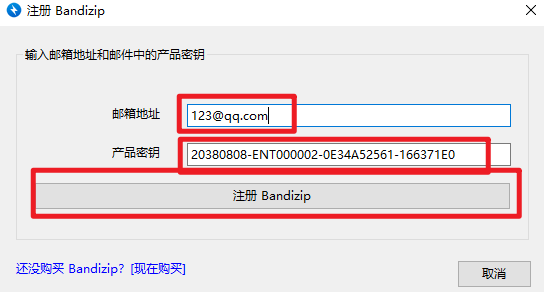 注册 Bandizip
输入邮箱地址和邮件中的产品密钥
邮箱地址 123@qq.com
产品密钥 20380808-ENT000002-0E34A52561-166371E0
注册 Bandizip
还没购买 Bandizip? [现在购买]
取消